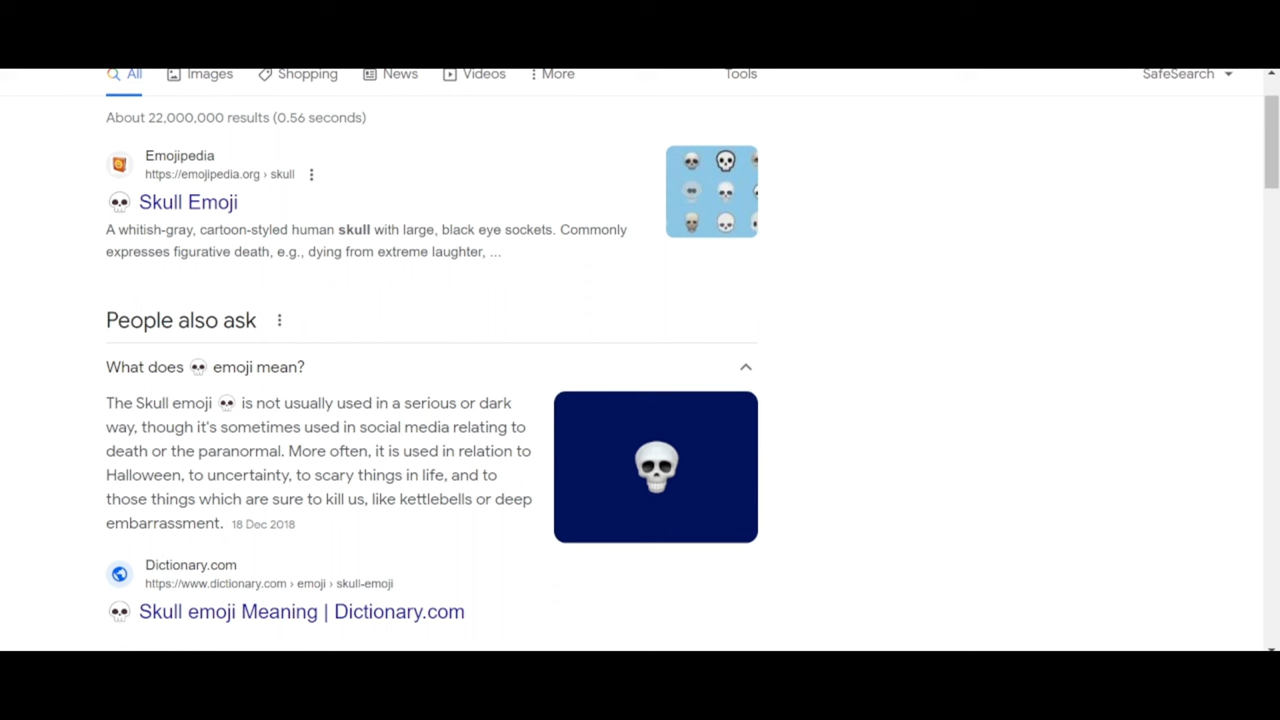 All Images Shopping News Videos More Tools SafeSearch
About 22,000,000 results (0.56 seconds)
Emojipedia
https://emojipedia.org › skull
💀 Skull Emoji
A whitish-gray, cartoon-styled human skull with large, black eye sockets. Commonly
expresses figurative death, e.g., dying from extreme laughter, ...
People also ask
What does 💀 emoji mean?
The Skull emoji 💀 is not usually used in a serious or dark
way, though it's sometimes used in social media relating to
death or the paranormal. More often, it is used in relation to
Halloween, to uncertainty, to scary things in life, and to
those things which are sure to kill us, like kettlebells or deep
embarrassment. 18 Dec 2018
Dictionary.com
https://www.dictionary.com › emoji › skull-emoji
💀 Skull emoji Meaning | Dictionary.com